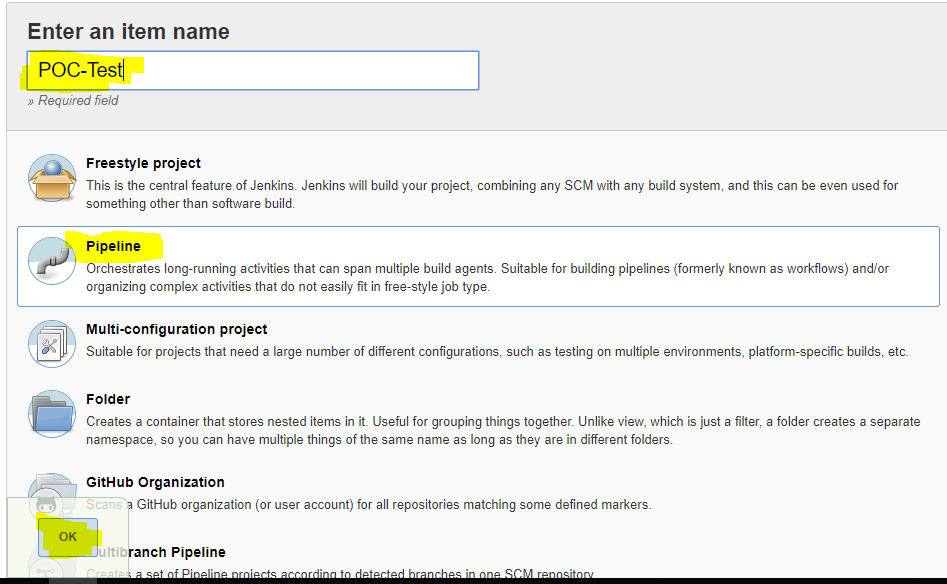 Enter an item name
POC-Test
» Required field
Freestyle project
This is the central feature of Jenkins. Jenkins will build your project, combining any SCM with any build system, and this can be even used for
something other than software build.
Pipeline
Orchestrates long-running activities that can span multiple build agents. Suitable for building pipelines (formerly known as workflows) and/or
organizing complex activities that do not easily fit in free-style job type.
Multi-configuration project
Suitable for projects that need a large number of different configurations, such as testing on multiple environments, platform-specific builds, etc.
Folder
Creates a container that stores nested items in it. Useful for grouping things together. Unlike view, which is just a filter, a folder creates a separate
namespace, so you can have multiple things of the same name as long as they are in different folders.
GitHub Organization
Scans a GitHub organization (or user account) for all repositories matching some defined markers.
OK
Multibranch Pipeline
Creates a set of Pipeline projects according to detected branches in one SCM repository.